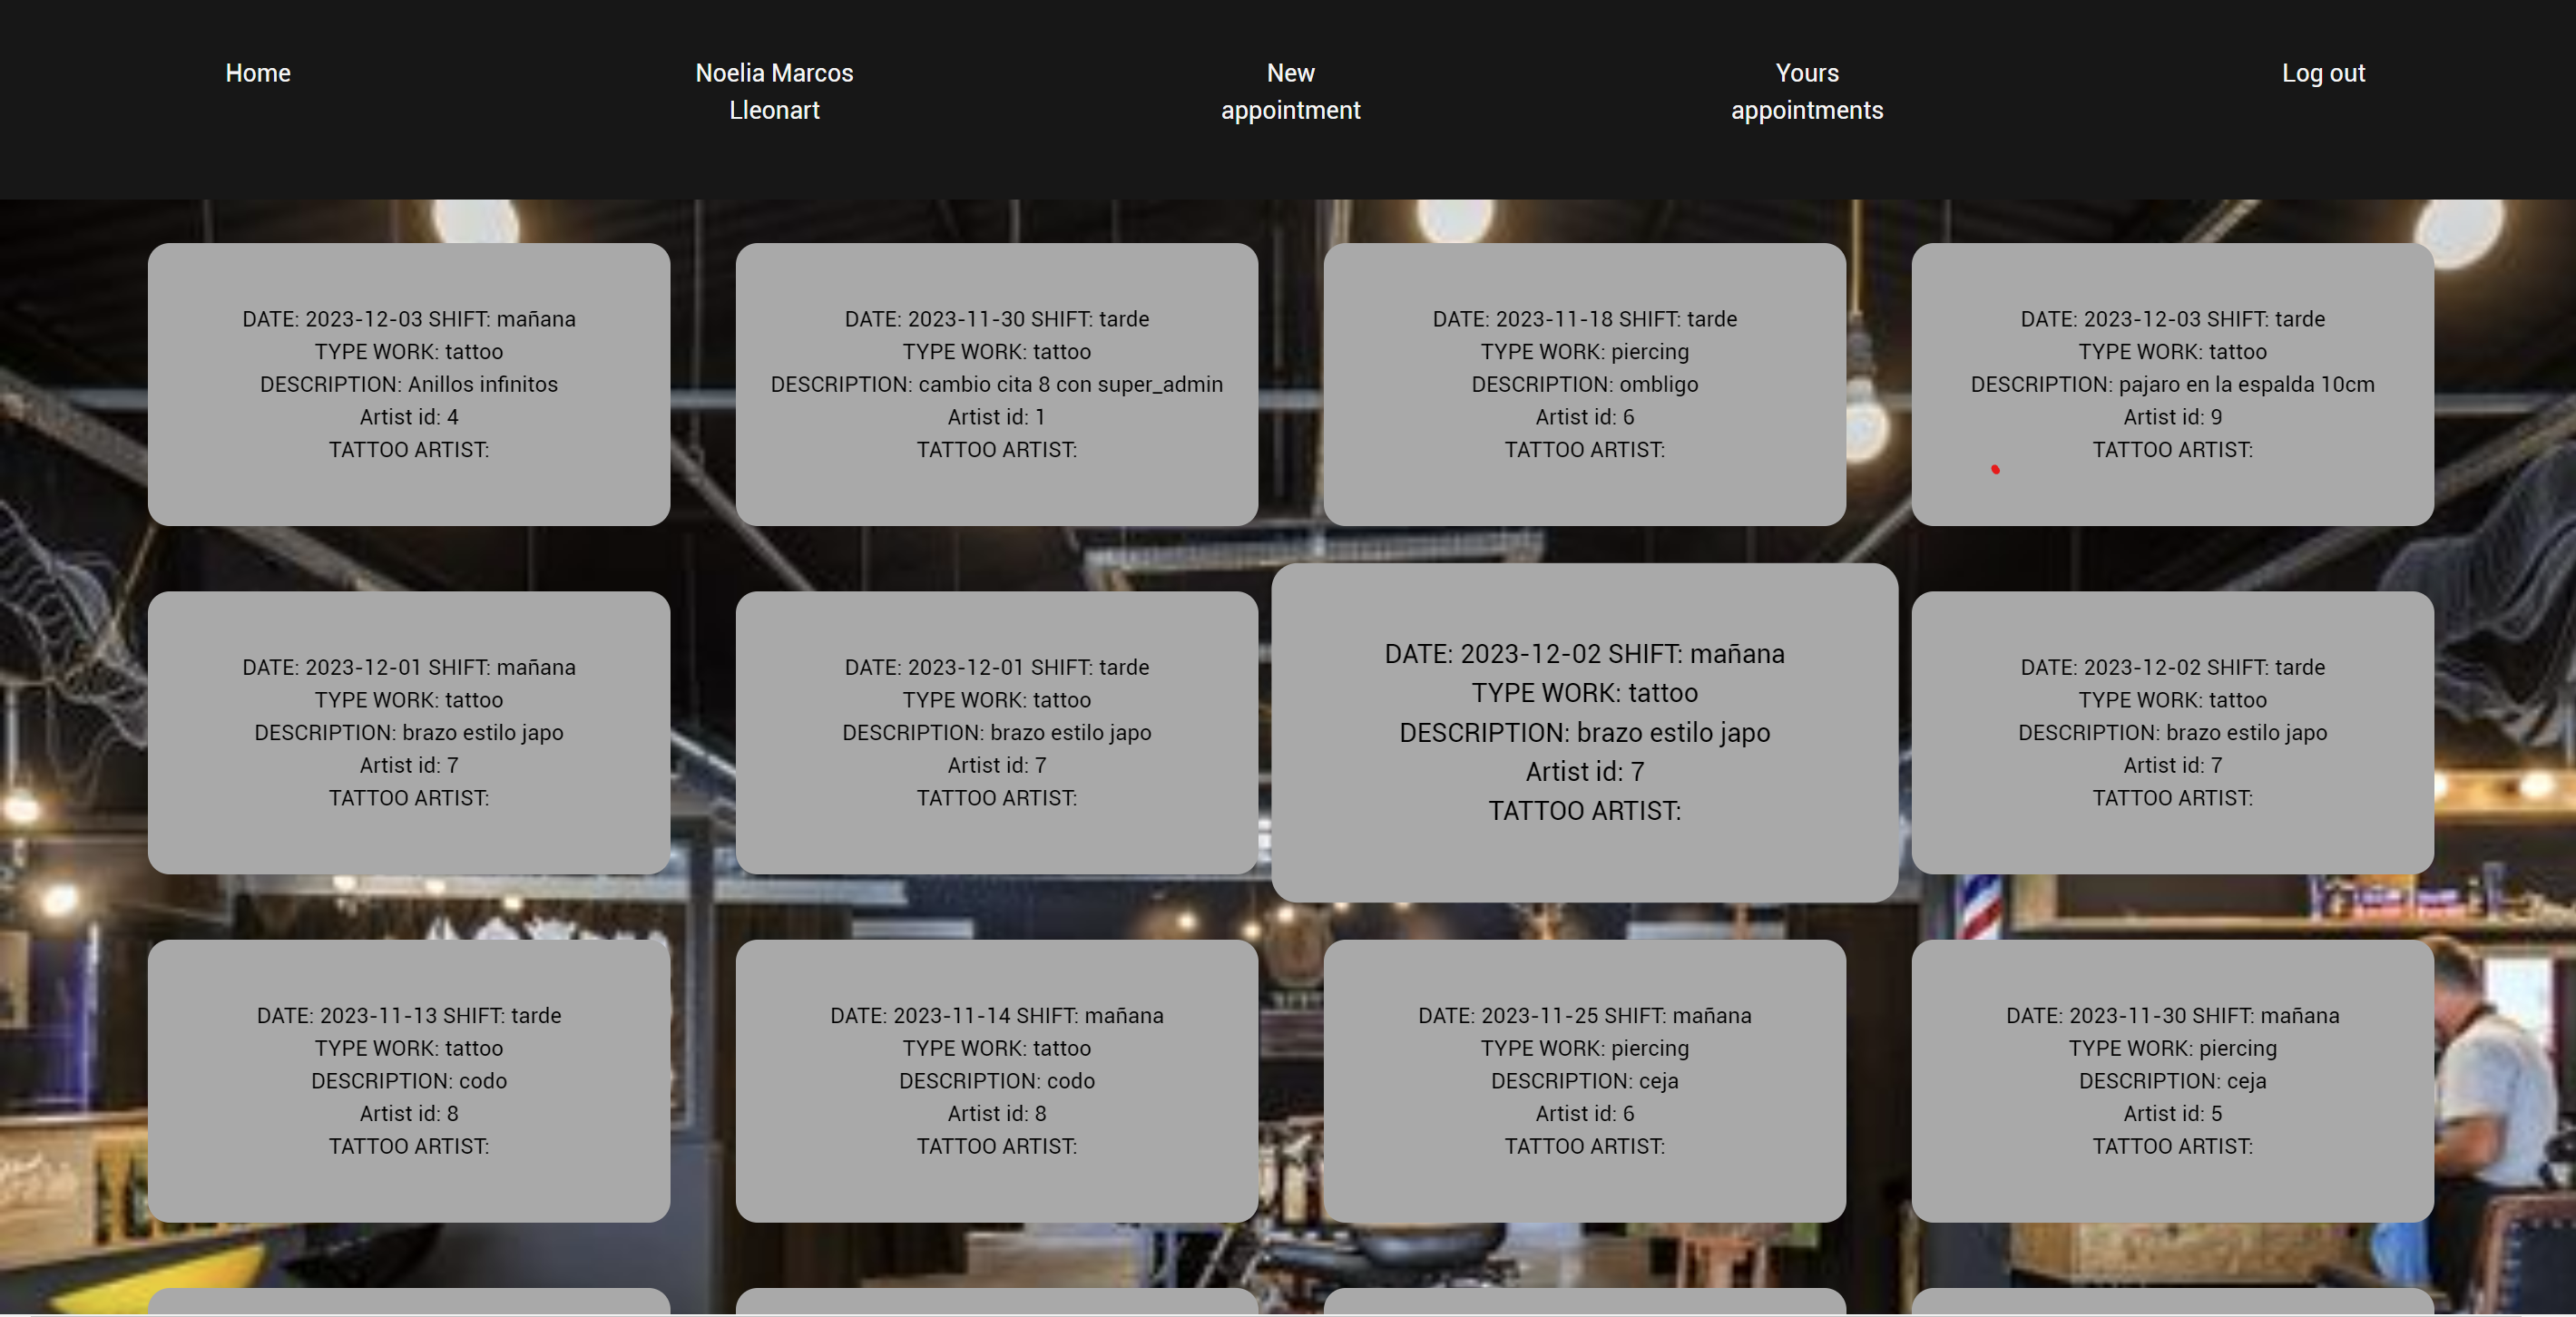 Home
Noelia Marcos
Lleonart
New
appointment
Yours
appointments
Log out
DATE: 2023-12-03 SHIFT: mañana
TYPE WORK: tattoo
DESCRIPTION: Anillos infinitos
Artist id: 4
TATTOO ARTIST:
DATE: 2023-11-30 SHIFT: tarde
TYPE WORK: tattoo
DESCRIPTION: cambio cita 8 con super_admin
Artist id: 1
TATTOO ARTIST:
DATE: 2023-11-18 SHIFT: tarde
TYPE WORK: piercing
DESCRIPTION: ombligo
Artist id: 6
TATTOO ARTIST:
DATE: 2023-12-03 SHIFT: tarde
TYPE WORK: tattoo
DESCRIPTION: pajaro en la espalda 10cm
Artist id: 9
TATTOO ARTIST:
DATE: 2023-12-01 SHIFT: mañana
TYPE WORK: tattoo
DESCRIPTION: brazo estilo japo
Artist id: 7
TATTOO ARTIST:
DATE: 2023-12-01 SHIFT: tarde
TYPE WORK: tattoo
DESCRIPTION: brazo estilo japo
Artist id: 7
TATTOO ARTIST:
DATE: 2023-12-02 SHIFT: mañana
TYPE WORK: tattoo
DESCRIPTION: brazo estilo japo
Artist id: 7
TATTOO ARTIST:
DATE: 2023-12-02 SHIFT: tarde
TYPE WORK: tattoo
DESCRIPTION: brazo estilo japo
Artist id: 7
TATTOO ARTIST:
DATE: 2023-11-13 SHIFT: tarde
TYPE WORK: tattoo
DESCRIPTION: codo
Artist id: 8
TATTOO ARTIST:
DATE: 2023-11-14 SHIFT: mañana
TYPE WORK: tattoo
DESCRIPTION: codo
Artist id: 8
TATTOO ARTIST:
DATE: 2023-11-25 SHIFT: mañana
TYPE WORK: piercing
DESCRIPTION: ceja
Artist id: 6
TATTOO ARTIST:
DATE: 2023-11-30 SHIFT: mañana
TYPE WORK: piercing
DESCRIPTION: ceja
Artist id: 5
TATTOO ARTIST: